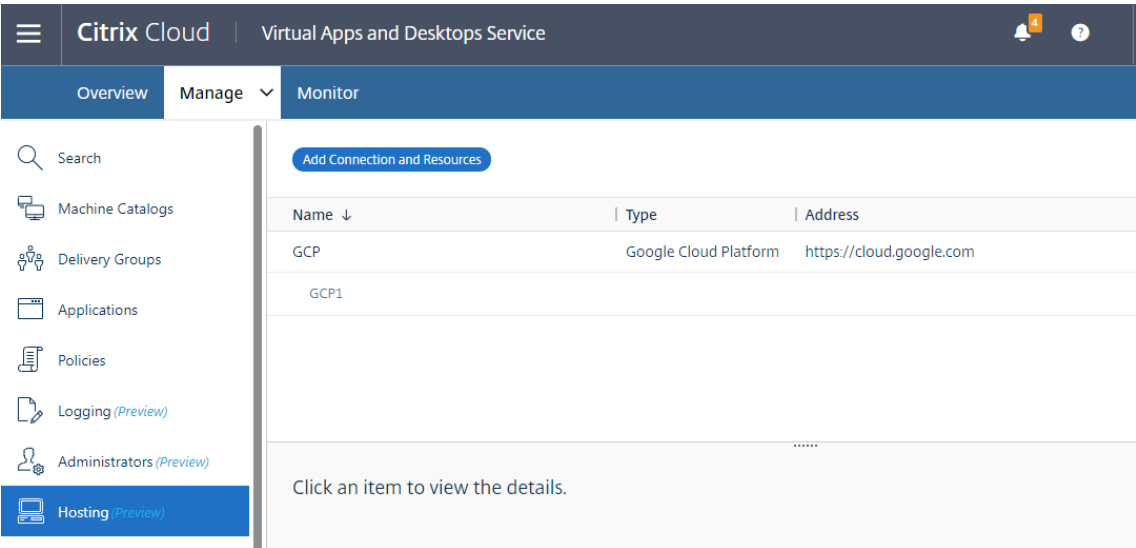 Citrix Cloud | Virtual Apps and Desktops Service 4 ?
Overview Manage Monitor
Search
Machine Catalogs
Delivery Groups
Applications
Policies
Logging (Preview)
Administrators (Preview)
Hosting (Preview)
Add Connection and Resources
Name ↓ Type Address
GCP Google Cloud Platform https://cloud.google.com
GCP1
Click an item to view the details.